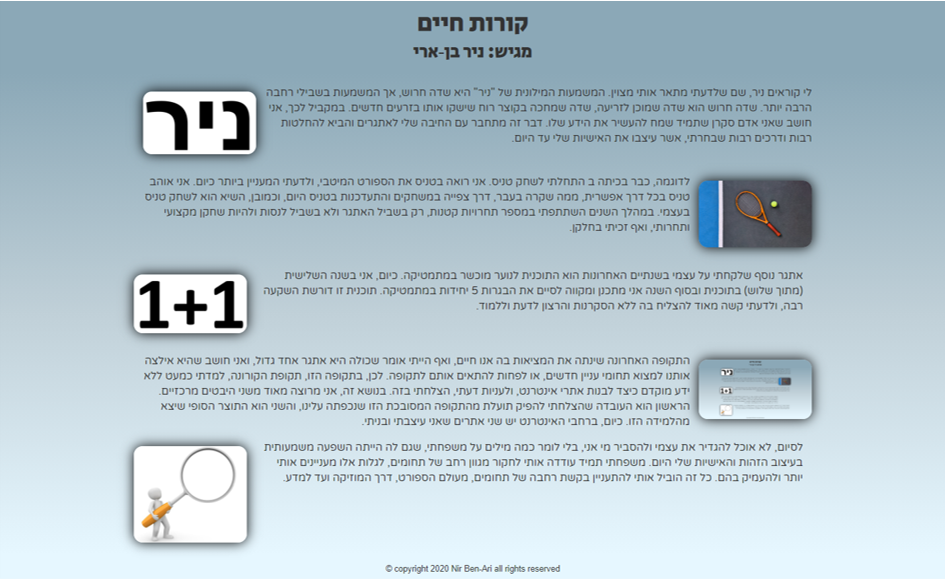 קורות חיים
מגיש: ניר בן-ארי
ניר
לי קוראים ניר, שם שלדעתי מתאר אותי מצוין. המשמעות המילונית של "ניר" היא שדה חרוש, אך המשמעות בשבילי רחבה
הרבה יותר. שדה חרוש הוא שדה שמוכן לזריעה, שדה שמחכה בקוצר רוח שישקו אותו בזרעים חדשים. במקביל לכך, אני
חושב שאני אדם סקרן שתמיד שמח להעשיר את הידע שלו. דבר זה מתחבר עם החיבה שלי לאתגרים והביא להחלטות
רבות ודרכים רבות שבחרתי, אשר עיצבו את האישיות שלי עד היום.
לדוגמה, כבר בכיתה ב התחלתי לשחק טניס. אני רואה בטניס את הספורט המיטבי, ולדעתי המעניין ביותר כיום. אני אוהב
טניס בכל דרך אפשרית, ממה שקרה בעבר, דרך צפייה במשחקים והתעדכנות בטניס היום, וכמובן, השיא הוא לשחק טניס
בעצמי. במהלך השנים השתתפתי במספר תחרויות קטנות, רק בשביל האתגר ולא בשביל לנסות ולהיות שחקן מקצועי
ותחרותי, ואף זכיתי בחלקן.
אתגר נוסף שלקחתי על עצמי בשנתיים האחרונות הוא התוכנית לנוער מוכשר במתמטיקה. כיום, אני בשנה השלישית
(מתוך שלוש) בתוכנית ובסוף השנה אני מתכנן ומקווה לסיים את הבגרות 5 יחידות במתמטיקה. תוכנית זו דורשת השקעה
רבה, ולדעתי קשה מאוד להצליח בה ללא הסקרנות והרצון לדעת וללמוד.
1+1
התקופה האחרונה שינתה את המציאות בה אנו חיים, ואף הייתי אומר שכולה היא אתגר אחד גדול, ואני חושב שהיא אילצה
אותנו למצוא תחומי עניין חדשים, או לפחות להתאים אותם לתקופה. לכן, בתקופה הזו, תקופת הקורונה, למדתי כמעט ללא
ידע מוקדם כיצד לבנות אתרי אינטרנט, ולעניות דעתי, הצלחתי בזה. בנושא זה, אני מרוצה מאוד משני היבטים מרכזיים.
הראשון הוא העובדה שהצלחתי להפיק תועלת מהתקופה המסובכת הזו שנכפתה עלינו, והשני הוא התוצר הסופי שיצא
מהלמידה הזו. כיום, ברחבי האינטרנט יש שני אתרים שאני עיצבתי ובניתי.
לסיום, לא אוכל להגדיר את עצמי ולהסביר מי אני, בלי לומר כמה מילים על משפחתי, שגם לה הייתה השפעה משמעותית
בעיצוב הזהות והאישיות שלי היום. משפחתי תמיד עודדה אותי לחקור מגוון רחב של תחומים, לגלות אלו מעניינים אותי
יותר ולהעמיק בהם. כל זה הוביל אותי להתעניין בקשת רחבה של תחומים, מעולם הספורט, דרך המוזיקה ועד למדע.
© copyright 2020 Nir Ben-Ari all rights reserved